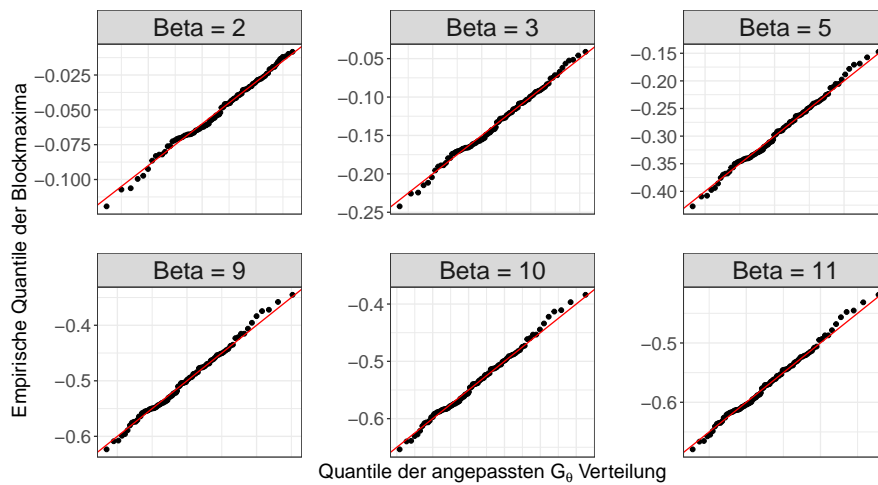 Empirische Quantile der Blockmaxima
Beta = 2
−0.025
−0.050
−0.075
−0.100
Beta = 3
−0.05
−0.10
−0.15
−0.20
−0.25
Beta = 5
−0.15
−0.20
−0.25
−0.30
−0.35
−0.40
Beta = 9
−0.4
−0.5
−0.6
Beta = 10
−0.4
−0.5
−0.6
Beta = 11
−0.5
−0.6
Quantile der angepassten Gθ Verteilung